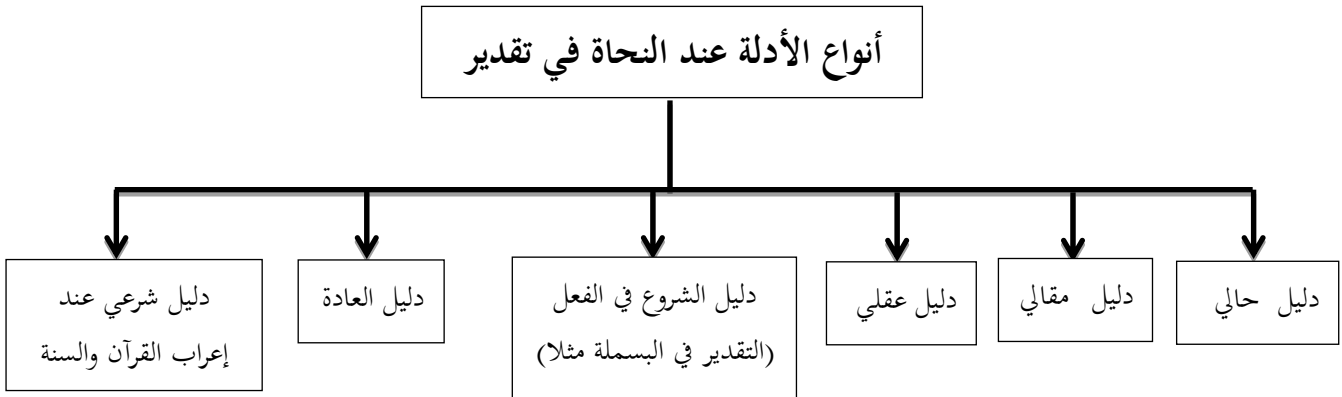 أنواع الأدلة عند النحاة في تقدير
دليل حالي
دليل مقالي
دليل عقلي
دليل الشروع في الفعل
(التقدير في البسملة مثلا)
دليل العادة
دليل شرعي عند
إعراب القرآن والسنة